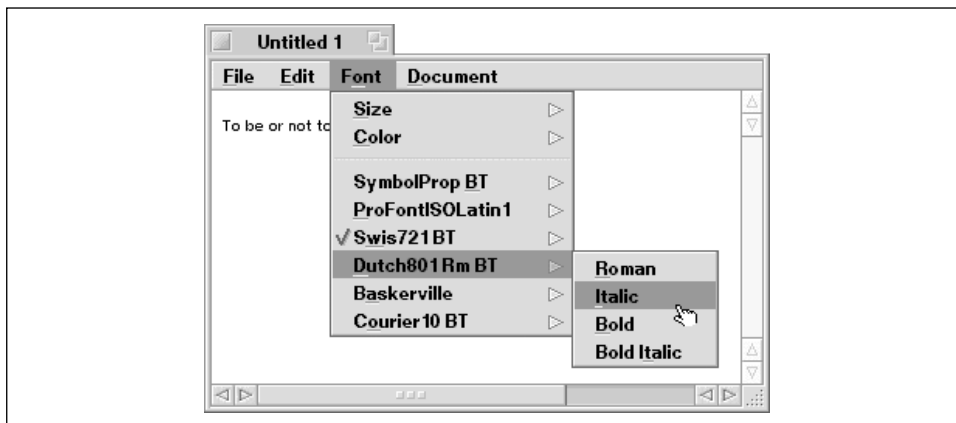 Untitled 1
File Edit Font Document
To be or not to
Size
Color
SymbolProp BT
ProFontISOLatin1
Swis721 BT
Dutch801 Rm BT
Baskerville
Courier10 BT
Roman
Italic
Bold
Bold Italic